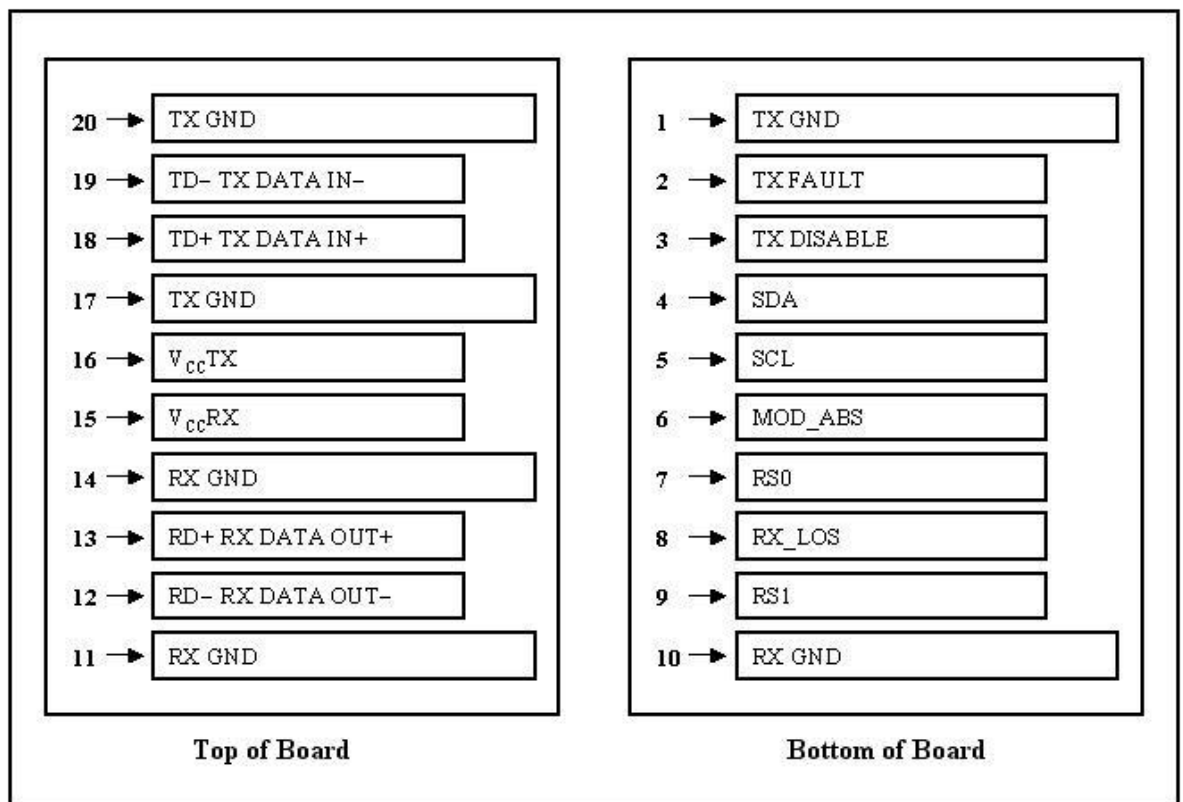 20 TX GND
19 TD– TX DATA IN–
18 TD+ TX DATA IN+
17 TX GND
16 VCCTX
15 VCCRX
14 RX GND
13 RD+ RX DATA OUT+
12 RD– RX DATA OUT–
11 RX GND
Top of Board
1 TX GND
2 TX FAULT
3 TX DISABLE
4 SDA
5 SCL
6 MOD_ABS
7 RS0
8 RX_LOS
9 RS1
10 RX GND
Bottom of Board